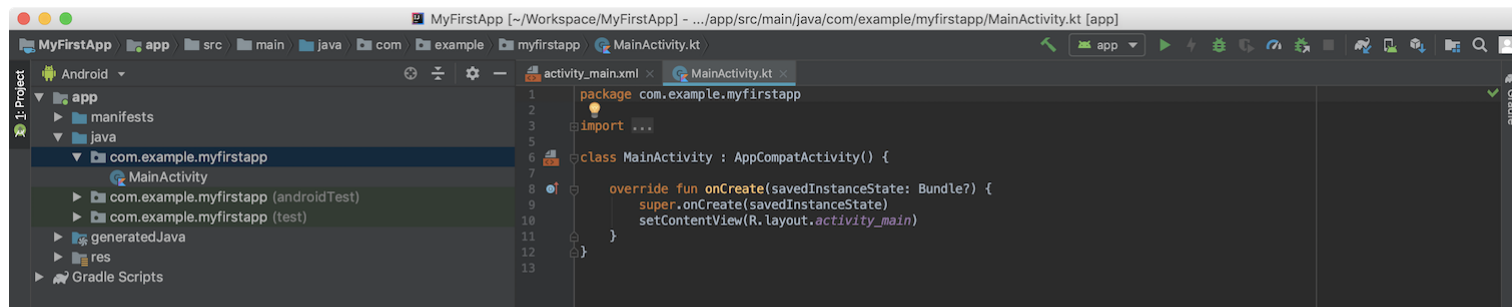 MyFirstApp [~/Workspace/MyFirstApp] - .../app/src/main/java/com/example/myfirstapp/MainActivity.kt [app]
MyFirstApp app src main java com example myfirstapp MainActivity.kt app
1: Project
Android
activity_main.xml MainActivity.kt
app
manifests
java
com.example.myfirstapp
MainActivity
com.example.myfirstapp (androidTest)
com.example.myfirstapp (test)
generatedJava
res
Gradle Scripts
1 package com.example.myfirstapp
2
3 import ...
5
6 class MainActivity : AppCompatActivity() {
7
8 override fun onCreate(savedInstanceState: Bundle?) {
9 super.onCreate(savedInstanceState)
10 setContentView(R.layout.activity_main)
11 }
12 }
13